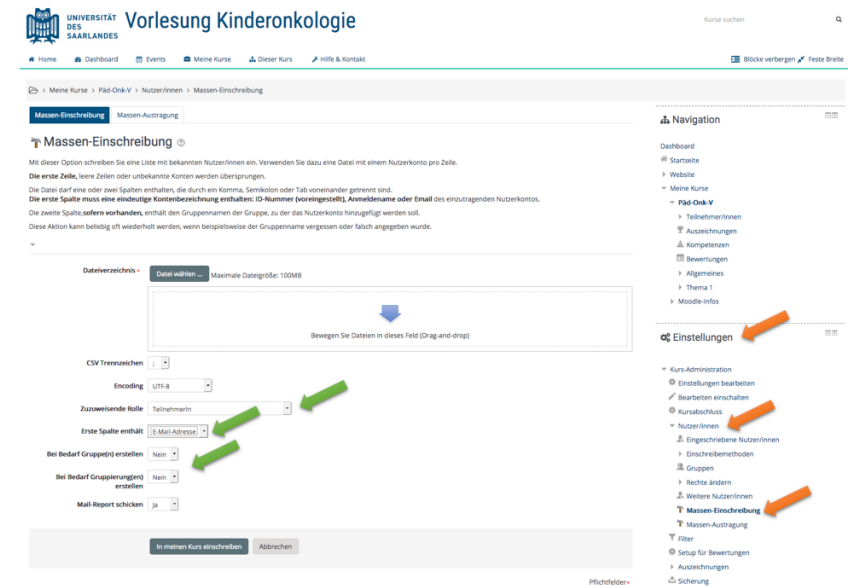 UNIVERSITÄT
DES
SAARLANDES
Vorlesung Kinderonkologie
Kurse suchen
Home Dashboard Events Meine Kurse Dieser Kurs Hilfe & Kontakt Blöcke verbergen Feste Breite
› Meine Kurse › Päd-Onk-V › Nutzer/innen › Massen-Einschreibung
Massen-Einschreibung Massen-Austragung
Massen-Einschreibung
Mit dieser Option schreiben Sie eine Liste mit bekannten Nutzer/innen ein. Verwenden Sie dazu eine Datei mit einem Nutzerkonto pro Zeile.
Die erste Zeile, leere Zeilen oder unbekannte Konten werden übersprungen.
Die Datei darf eine oder zwei Spalten enthalten, die durch ein Komma, Semikolon oder Tab voneinander getrennt sind.
Die erste Spalte muss eine eindeutige Kontenbezeichnung enthalten: ID-Nummer (voreingestellt), Anmeldename oder Email des einzutragenden Nutzerkontos.
Die zweite Spalte,sofern vorhanden, enthält den Gruppennamen der Gruppe, zu der das Nutzerkonto hinzugefügt werden soll.
Diese Aktion kann beliebig oft wiederholt werden, wenn beispielsweise der Gruppenname vergessen oder falsch angegeben wurde.
Dateiverzeichnis* Datei wählen ... Maximale Dateigröße: 100MB
Bewegen Sie Dateien in dieses Feld (Drag-and-drop)
CSV Trennzeichen ;
Encoding UTF-8
Zuzuweisende Rolle TeilnehmerIn
Erste Spalte enthält E-Mail-Adresse
Bei Bedarf Gruppe(n) erstellen Nein
Bei Bedarf Gruppierung(en)
erstellen
Nein
Mail-Report schicken Ja
In meinen Kurs einschreiben Abbrechen
Pflichtfelder*
Navigation
Dashboard
Startseite
Website
Meine Kurse
Päd-Onk-V
Teilnehmer/innen
Auszeichnungen
Kompetenzen
Bewertungen
Allgemeines
Thema 1
Moodle-Infos
Einstellungen
Kurs-Administration
Einstellungen bearbeiten
Bearbeiten einschalten
Kursabschluss
Nutzer/innen
Eingeschriebene Nutzer/innen
Einschreibemethoden
Gruppen
Rechte ändern
Weitere Nutzer/innen
Massen-Einschreibung
Massen-Austragung
Filter
Setup für Bewertungen
Auszeichnungen
Sicherung